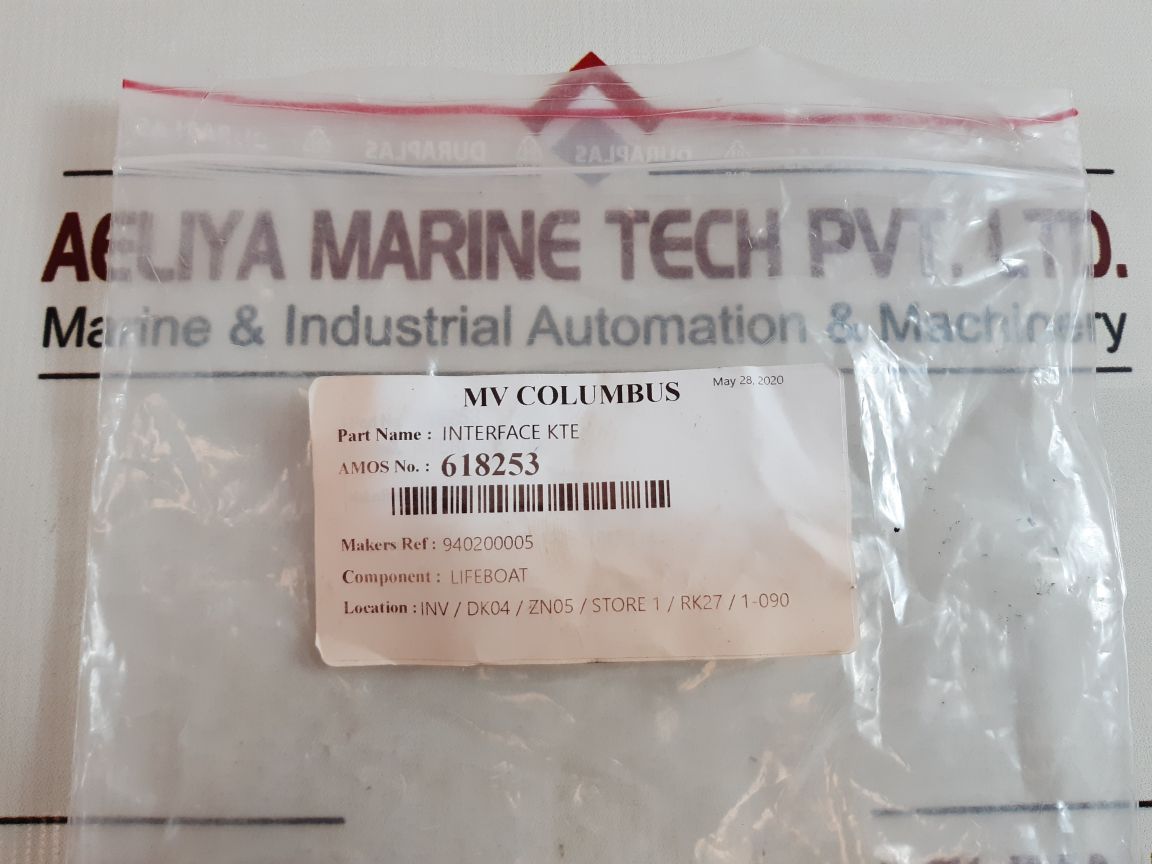 DURAPLAS DURAPLAS
AELIYA MARINE TECH PVT. LTD.
Marine & Industrial Automation & Machinery
MV COLUMBUS May 28, 2020
Part Name : INTERFACE KTE
AMOS No. : 618253
Makers Ref : 940200005
Component : LIFEBOAT
Location : INV / DK04 / ZN05 / STORE 1 / RK27 / 1-090